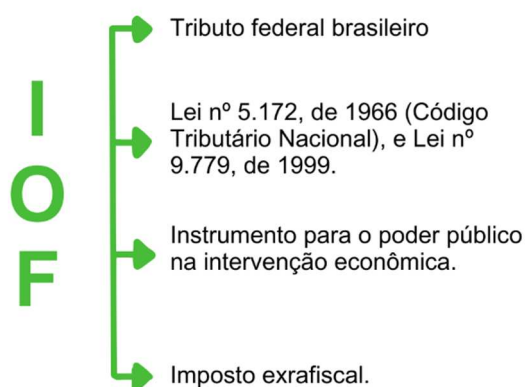 I
O
F
Tributo federal brasileiro
Lei nº 5.172, de 1966 (Código
Tributário Nacional), e Lei nº
9.779, de 1999.
Instrumento para o poder público
na intervenção econômica.
Imposto exrafiscal.